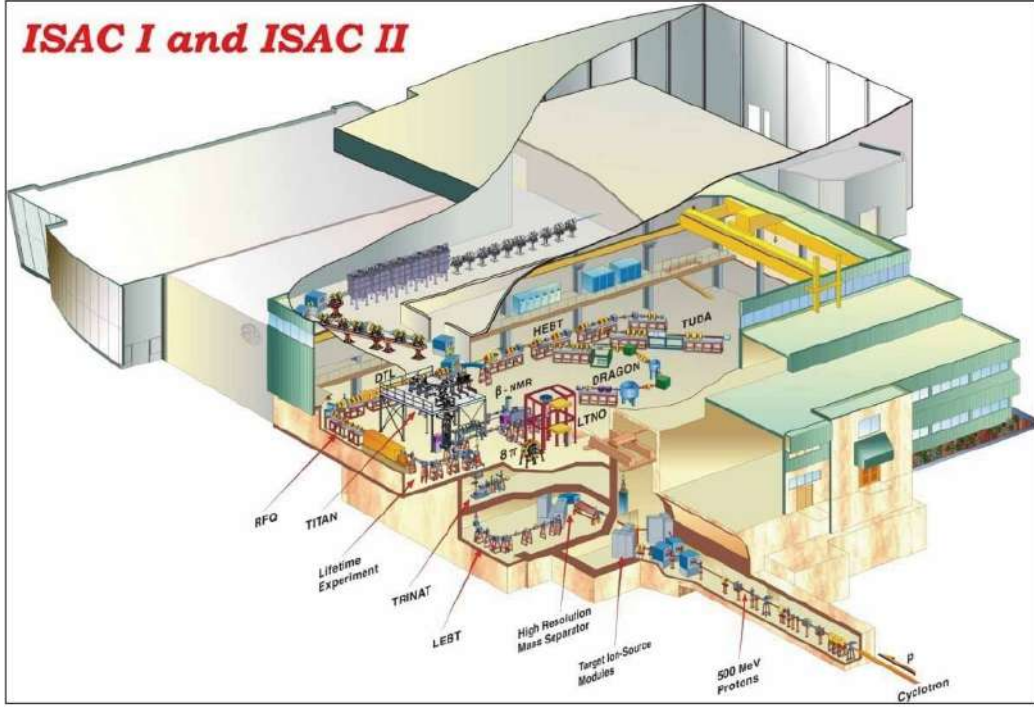 ISAC I and ISAC II
HEBT
TUDA
DTL
DRAGON
β-NMR
LTNO
8π
RFQ
TITAN
Lifetime
Experiment
TRINAT
LEBT
High Resolution
Mass Separator
Target Ion-Source
Modules
500 MeV
Protons
p
Cyclotron